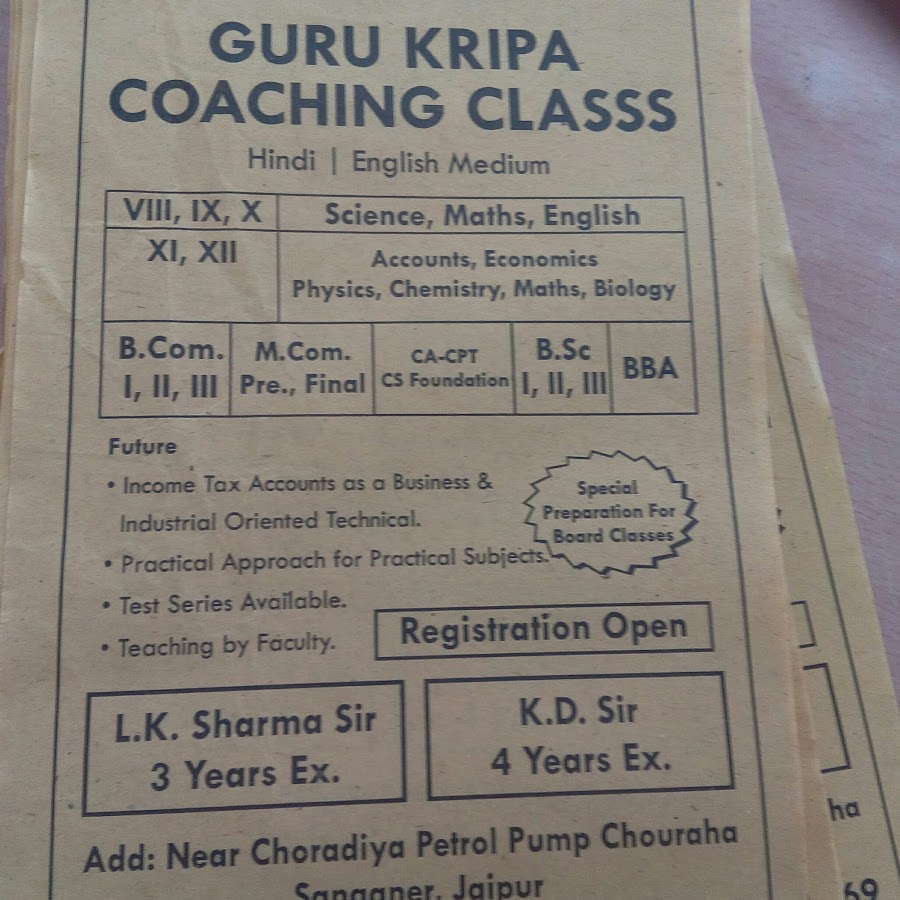 GURU KRIPA
COACHING CLASSS
Hindi | English Medium
VIII, IX, X
Science, Maths, English
XI, XII
Accounts, Economics
Physics, Chemistry, Maths, Biology
B.Com.
I, II, III
M.Com.
Pre., Final
CA-CPT
CS Foundation
B.Sc
I, II, III
BBA
Future
• Income Tax Accounts as a Business &
Industrial Oriented Technical.
• Practical Approach for Practical Subjects.
• Test Series Available.
• Teaching by Faculty.
Special
Preparation For
Board Classes
Registration Open
L.K. Sharma Sir
3 Years Ex.
K.D. Sir
4 Years Ex.
Add: Near Choradiya Petrol Pump Chouraha
Sanganer, Jaipur
ha
69